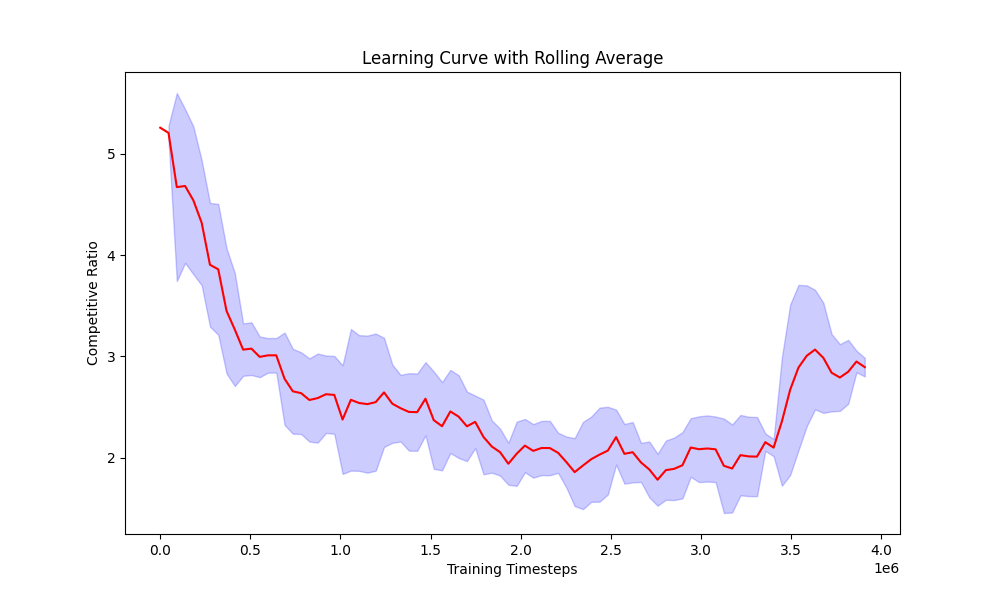 Learning Curve with Rolling Average
5
4
3
2
Competitive Ratio
0.0 0.5 1.0 1.5 2.0 2.5 3.0 3.5 4.0
1e6
Training Timesteps